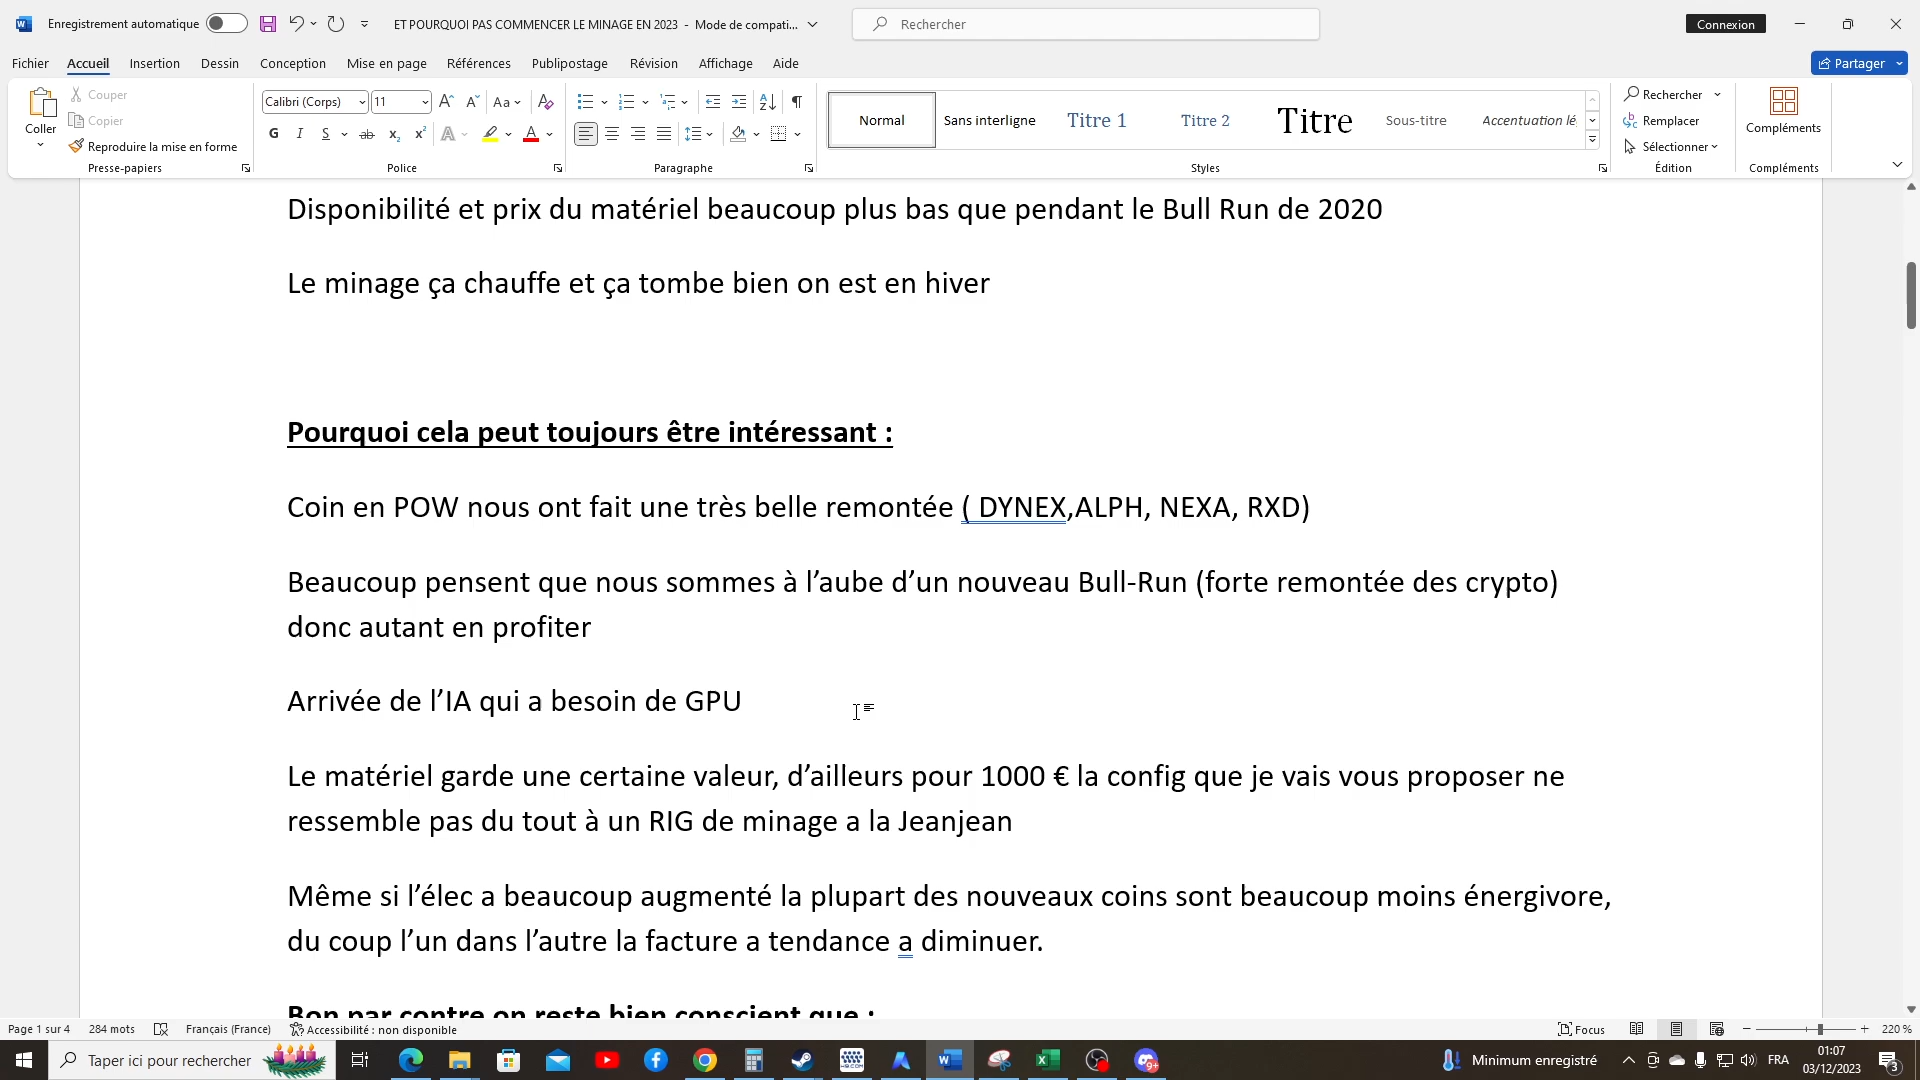 Enregistrement automatique
ET POURQUOI PAS COMMENCER LE MINAGE EN 2023 - Mode de compati...
Rechercher
Connexion
Fichier Accueil Insertion Dessin Conception Mise en page Références Publipostage Révision Affichage Aide
Partager
Coller
Couper
Copier
Reproduire la mise en forme
Presse-papiers
Calibri (Corps) 11
Police
Paragraphe
Normal
Sans interligne
Titre 1
Titre 2
Titre
Sous-titre
Accentuation lé
Styles
Rechercher
Remplacer
Sélectionner
Édition
Compléments
Compléments
Disponibilité et prix du matériel beaucoup plus bas que pendant le Bull Run de 2020
Le minage ça chauffe et ça tombe bien on est en hiver
Pourquoi cela peut toujours être intéressant :
Coin en POW nous ont fait une très belle remontée ( DYNEX,ALPH, NEXA, RXD)
Beaucoup pensent que nous sommes à l’aube d’un nouveau Bull-Run (forte remontée des crypto)
donc autant en profiter
Arrivée de l’IA qui a besoin de GPU
Le matériel garde une certaine valeur, d’ailleurs pour 1000 € la config que je vais vous proposer ne
ressemble pas du tout à un RIG de minage a la Jeanjean
Même si l’élec a beaucoup augmenté la plupart des nouveaux coins sont beaucoup moins énergivore,
du coup l’un dans l’autre la facture a tendance a diminuer.
Bon par contre on reste bien conscient que :
Page 1 sur 4 284 mots Français (France) Accessibilité : non disponible
Focus
220 %
Taper ici pour rechercher
Minimum enregistré
FRA
01:07
03/12/2023